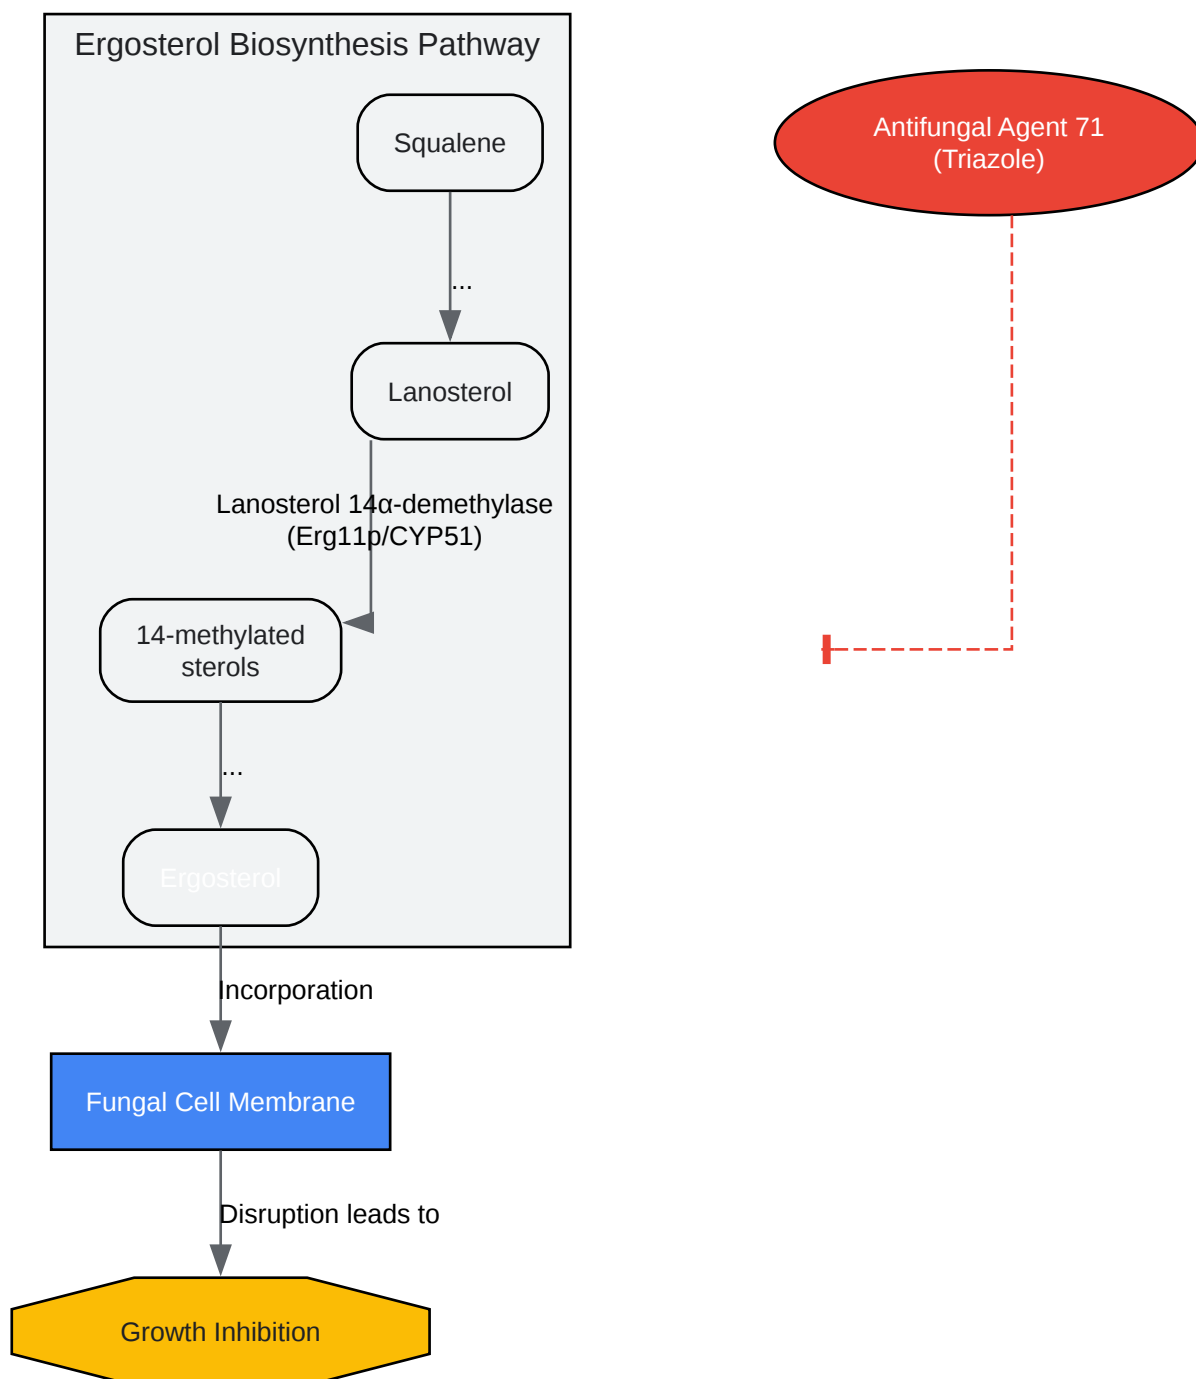 Ergosterol Biosynthesis Pathway
Squalene
Antifungal Agent 71
(Triazole)
...
Lanosterol
Lanosterol 14α-demethylase
(Erg11p/CYP51)
14-methylated
sterols
...
Ergosterol
Incorporation
Fungal Cell Membrane
Disruption leads to
Growth Inhibition